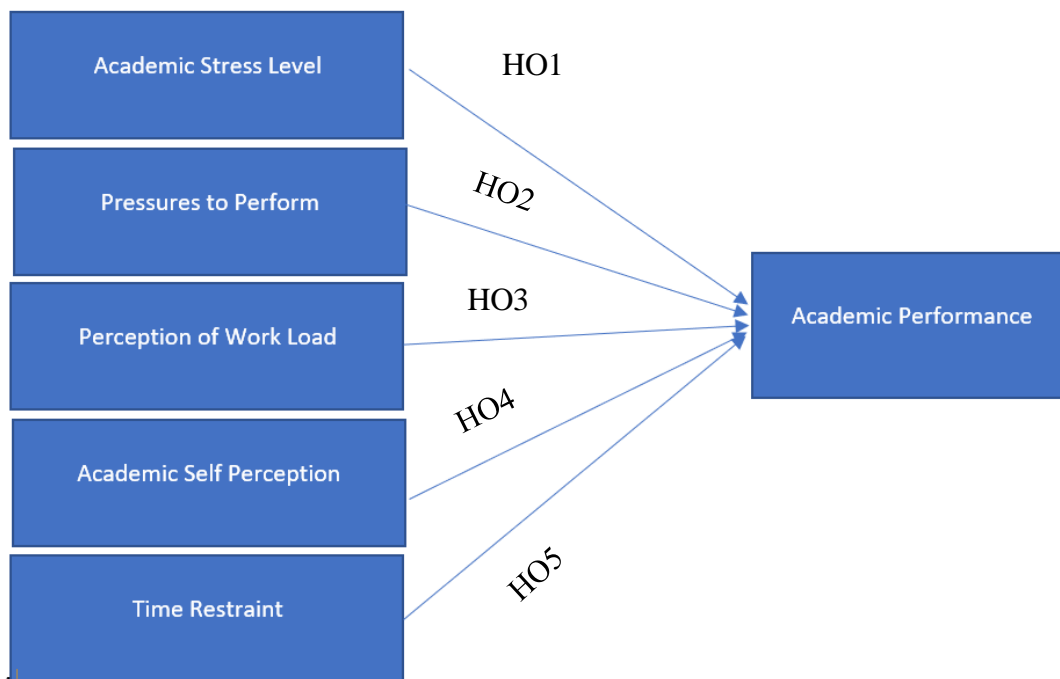 Academic Stress Level
HO1
Pressures to Perform
HO2
Perception of Work Load
HO3
Academic Performance
Academic Self Perception
HO4
Time Restraint
HO5